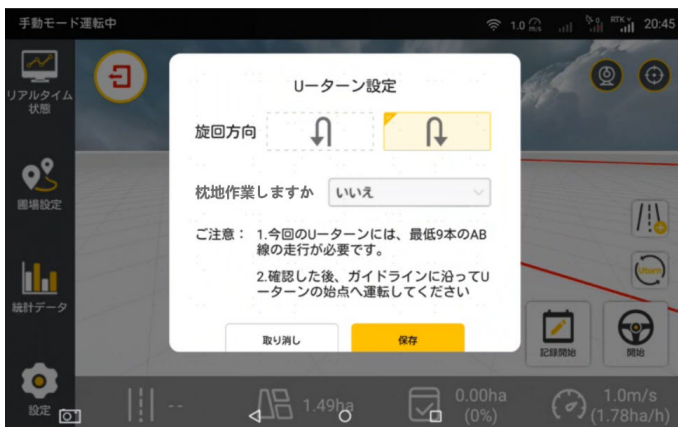 手動モード運転中
1.0 m/s
RTK
20:45
リアルタイム
状態
圃場設定
統計データ
設定
Uーターン設定
旋回方向
枕地作業しますか
いいえ
ご注意：
1.今回のUーターンには、最低9本のAB
線の走行が必要です。
2.確認した後、ガイドラインに沿ってU
ーターンの始点へ運転してください
取り消し
保存
Uturn
記録開始
開始
--
1.49ha
0.00ha
(0%)
1.0m/s
(1.78ha/h)